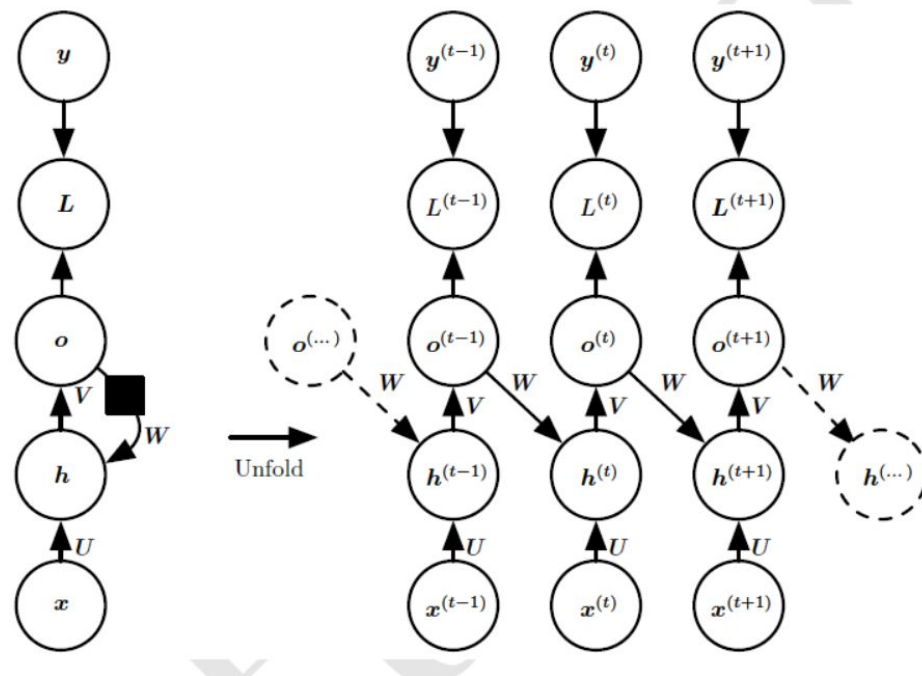 y y^(t−1) y^(t) y^(t+1)
L L^(t−1) L^(t) L^(t+1)
o o^(...) o^(t−1) o^(t) o^(t+1)
W W W W
V V V V
W
Unfold
h h^(t−1) h^(t) h^(t+1) h^(...)
U U U U
x x^(t−1) x^(t) x^(t+1)